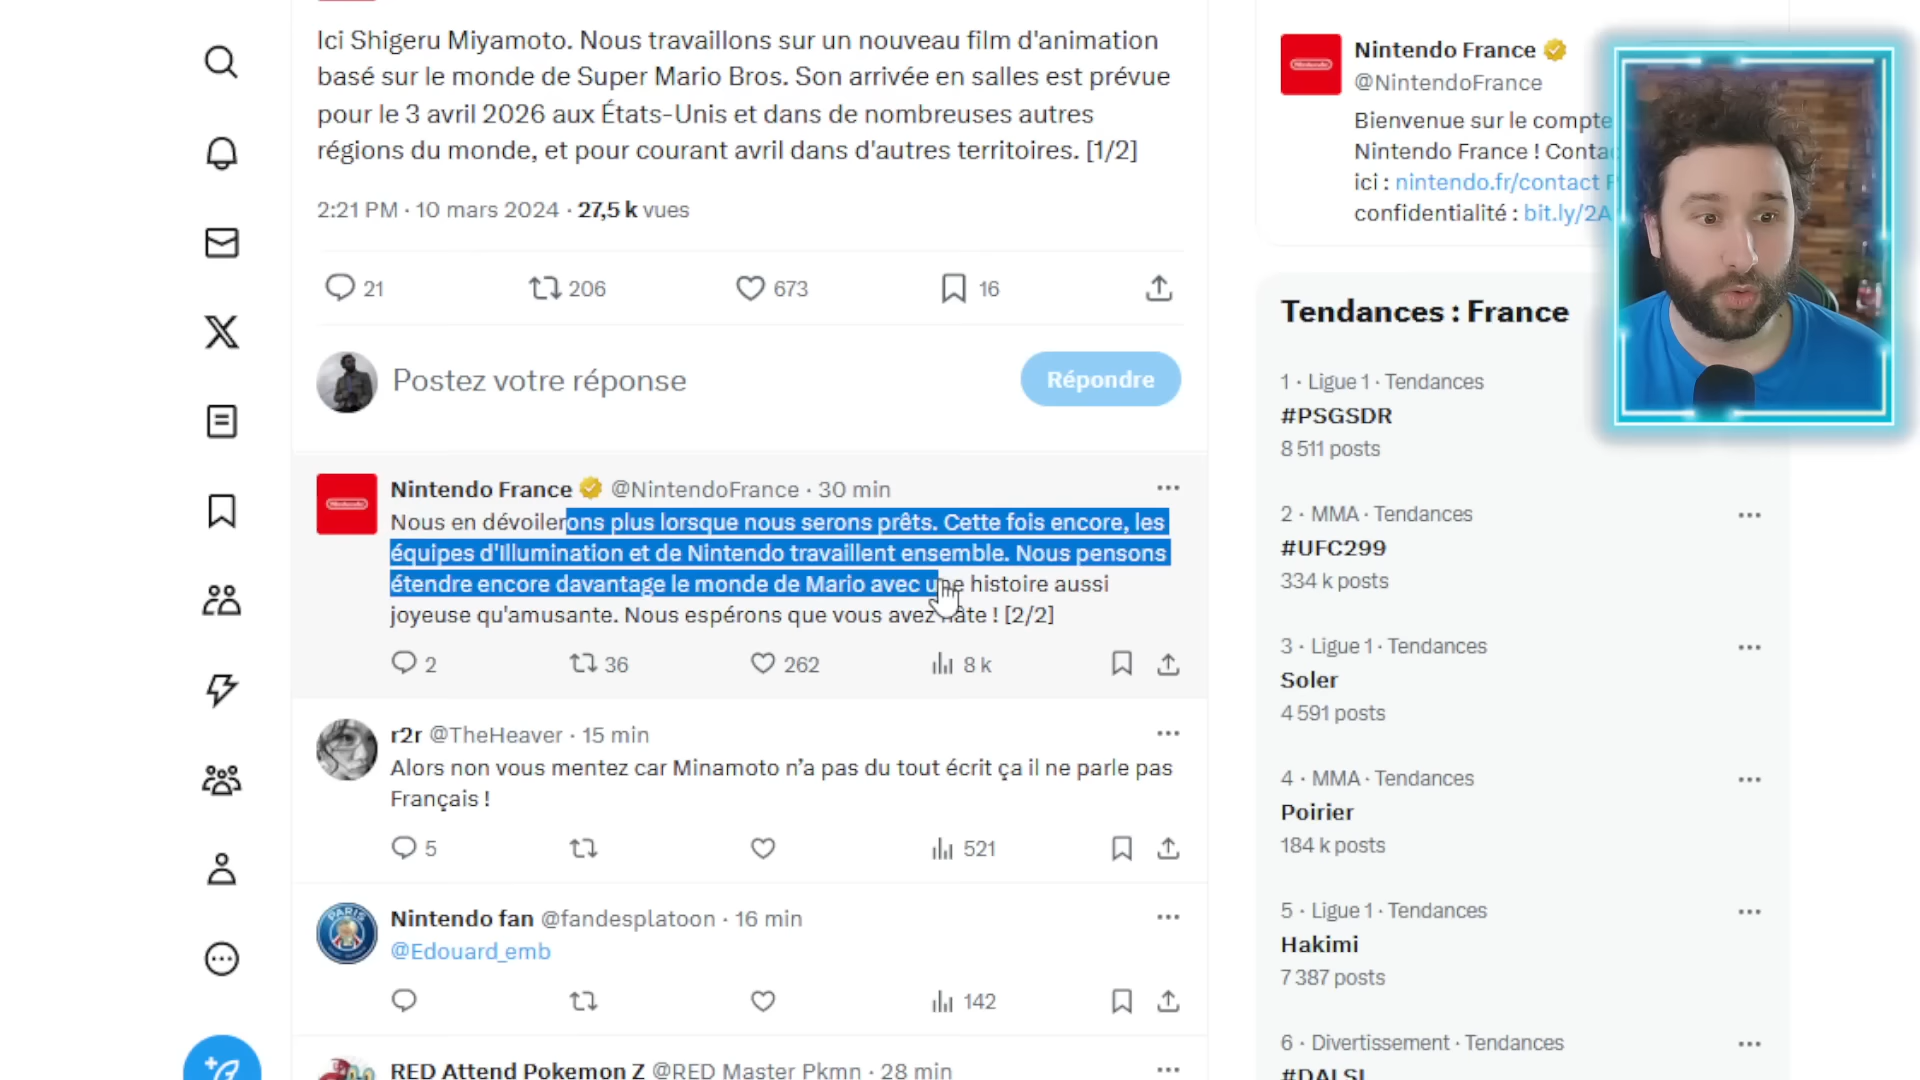 Ici Shigeru Miyamoto. Nous travaillons sur un nouveau film d'animation
basé sur le monde de Super Mario Bros. Son arrivée en salles est prévue
pour le 3 avril 2026 aux États-Unis et dans de nombreuses autres
régions du monde, et pour courant avril dans d'autres territoires. [1/2]
2:21 PM · 10 mars 2024 · 27,5 k vues
21 206 673 16
Postez votre réponse
Répondre
Nintendo France @NintendoFrance · 30 min
Nous en dévoilerons plus lorsque nous serons prêts. Cette fois encore, les
équipes d'Illumination et de Nintendo travaillent ensemble. Nous pensons
étendre encore davantage le monde de Mario avec une histoire aussi
joyeuse qu'amusante. Nous espérons que vous avez hâte ! [2/2]
2 36 262 8 k
r2r @TheHeaver · 15 min
Alors non vous mentez car Minamoto n’a pas du tout écrit ça il ne parle pas
Français !
5 521
Nintendo fan @fandesplatoon · 16 min
@Edouard_emb
142
RED Attend Pokemon Z @RED_Master_Pkmn · 28 min
Nintendo France
@NintendoFrance
Bienvenue sur le compte
Nintendo France !
ici : nintendo.fr/contact
confidentialité : bit.ly/2A
Tendances : France
1 · Ligue 1 · Tendances
#PSGSDR
8 511 posts
2 · MMA · Tendances
#UFC299
334 k posts
3 · Ligue 1 · Tendances
Soler
4 591 posts
4 · MMA · Tendances
Poirier
184 k posts
5 · Ligue 1 · Tendances
Hakimi
7 387 posts
6 · Divertissement · Tendances
#DALSL